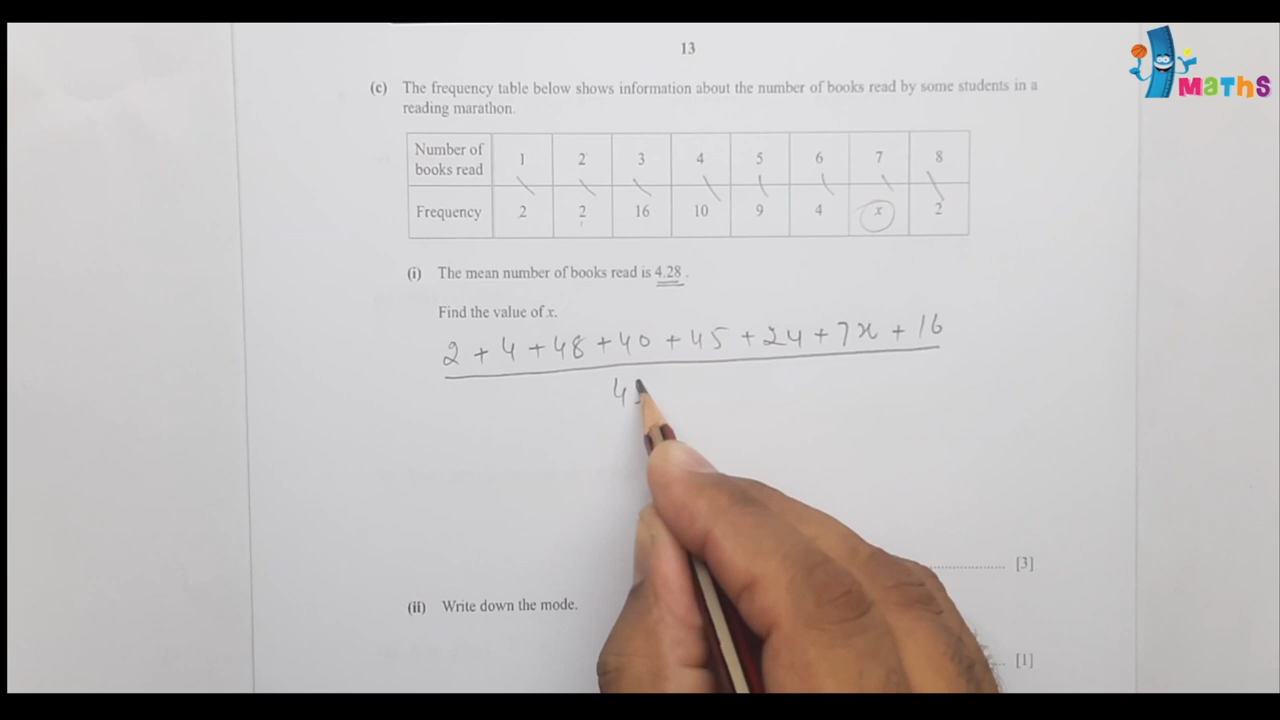 13
MaTHS
(c) The frequency table below shows information about the number of books read by some students in a
reading marathon.
Number of books read 1 2 3 4 5 6 7 8
Frequency 2 2 16 10 9 4 x 2
(i) The mean number of books read is 4.28 .
Find the value of x.
2 + 4 + 48 + 40 + 45 + 24 + 7x + 16
4
[3]
(ii) Write down the mode.
[1]